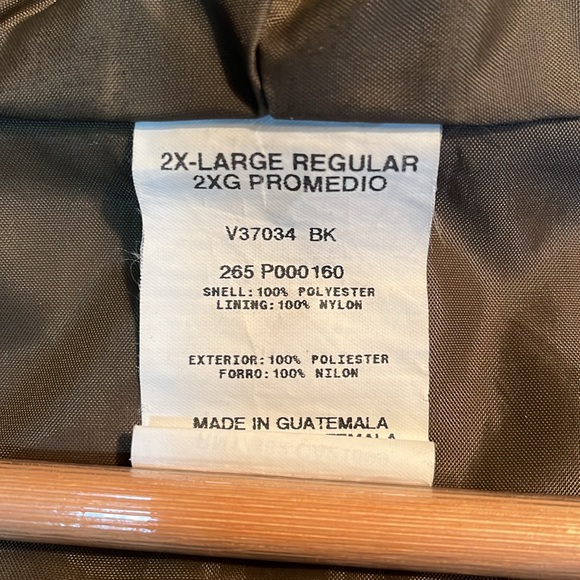 2X-LARGE REGULAR
2XG PROMEDIO
V37034 BK
265 P000160
SHELL:100% POLYESTER
LINING:100% NYLON
EXTERIOR:100% POLIESTER
FORRO:100% NILON
MADE IN GUATEMALA